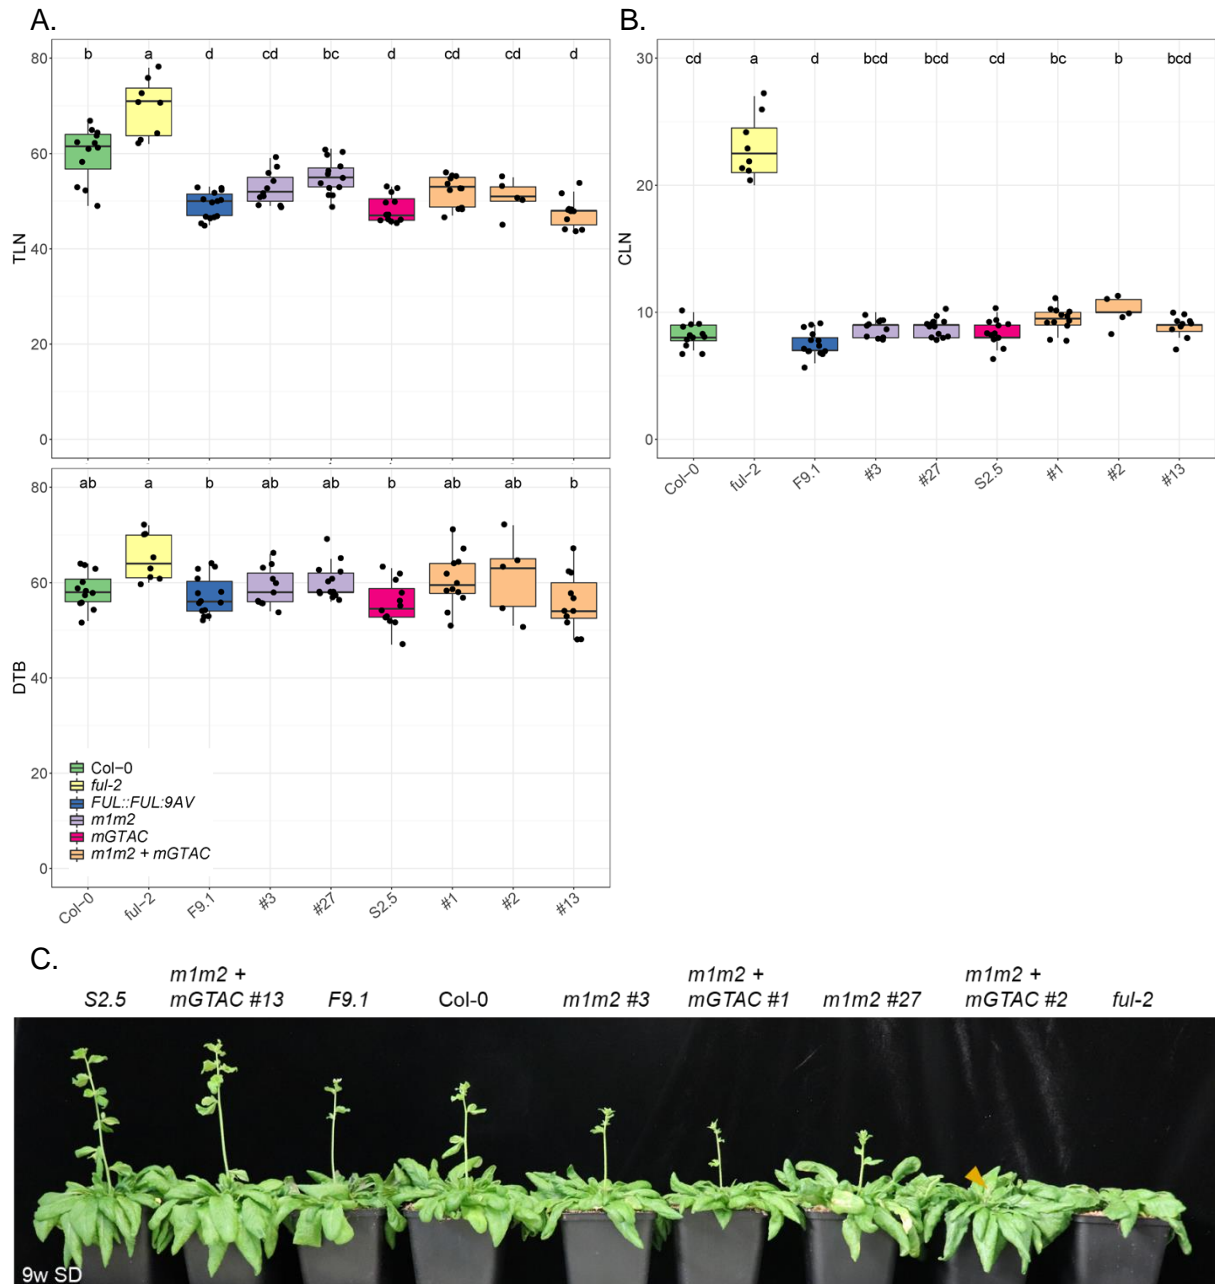 A.
B.
TLN
80
60
40
20
0
b a d cd bc d cd cd d
CLN
30
20
10
0
cd a d bcd bcd cd bc b bcd
Col−0 ful−2 F9.1 #3 #27 S2.5 #1 #2 #13
DTB
80
60
40
20
0
ab a b ab ab b ab ab b
Col−0
ful-2
FUL::FUL:9AV
m1m2
mGTAC
m1m2 + mGTAC
Col−0 ful−2 F9.1 #3 #27 S2.5 #1 #2 #13
C.
S2.5
m1m2 +
mGTAC #13
F9.1
Col-0
m1m2 #3
m1m2 +
mGTAC #1
m1m2 #27
m1m2 +
mGTAC #2
ful-2
9w SD